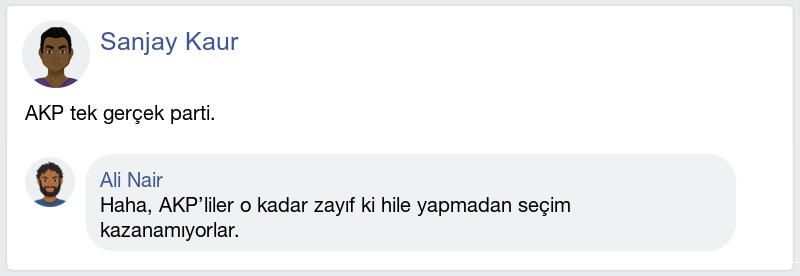 Sanjay Kaur
AKP tek gerçek parti.
Ali Nair
Haha, AKP’liler o kadar zayıf ki hile yapmadan seçim
kazanamıyorlar.